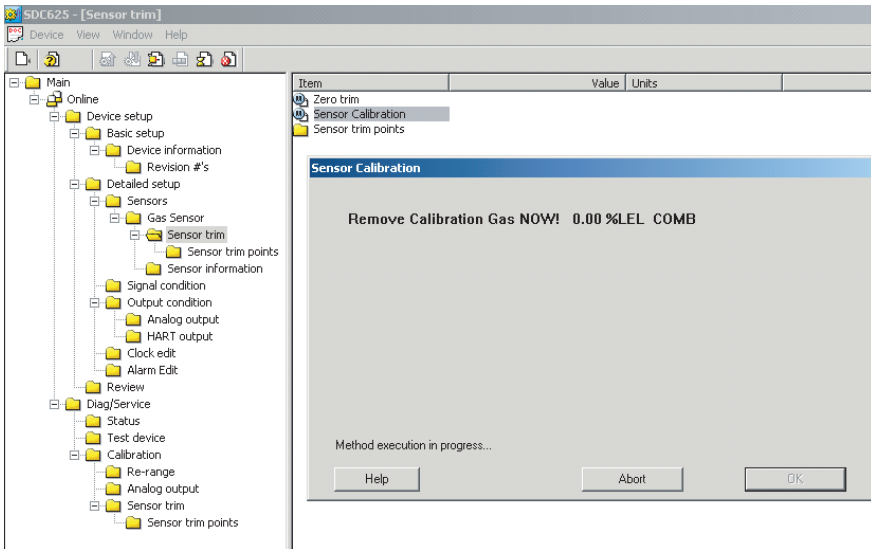 SDC625 - [Sensor trim]
Device View Window Help
Main
Online
Device setup
Basic setup
Device information
Revision #'s
Detailed setup
Sensors
Gas Sensor
Sensor trim
Sensor trim points
Sensor information
Signal condition
Output condition
Analog output
HART output
Clock edit
Alarm Edit
Review
Diag/Service
Status
Test device
Calibration
Re-range
Analog output
Sensor trim
Sensor trim points
Item Value Units
Zero trim
Sensor Calibration
Sensor trim points
Sensor Calibration
Remove Calibration Gas NOW! 0.00 %LEL COMB
Method execution in progress...
Help Abort OK